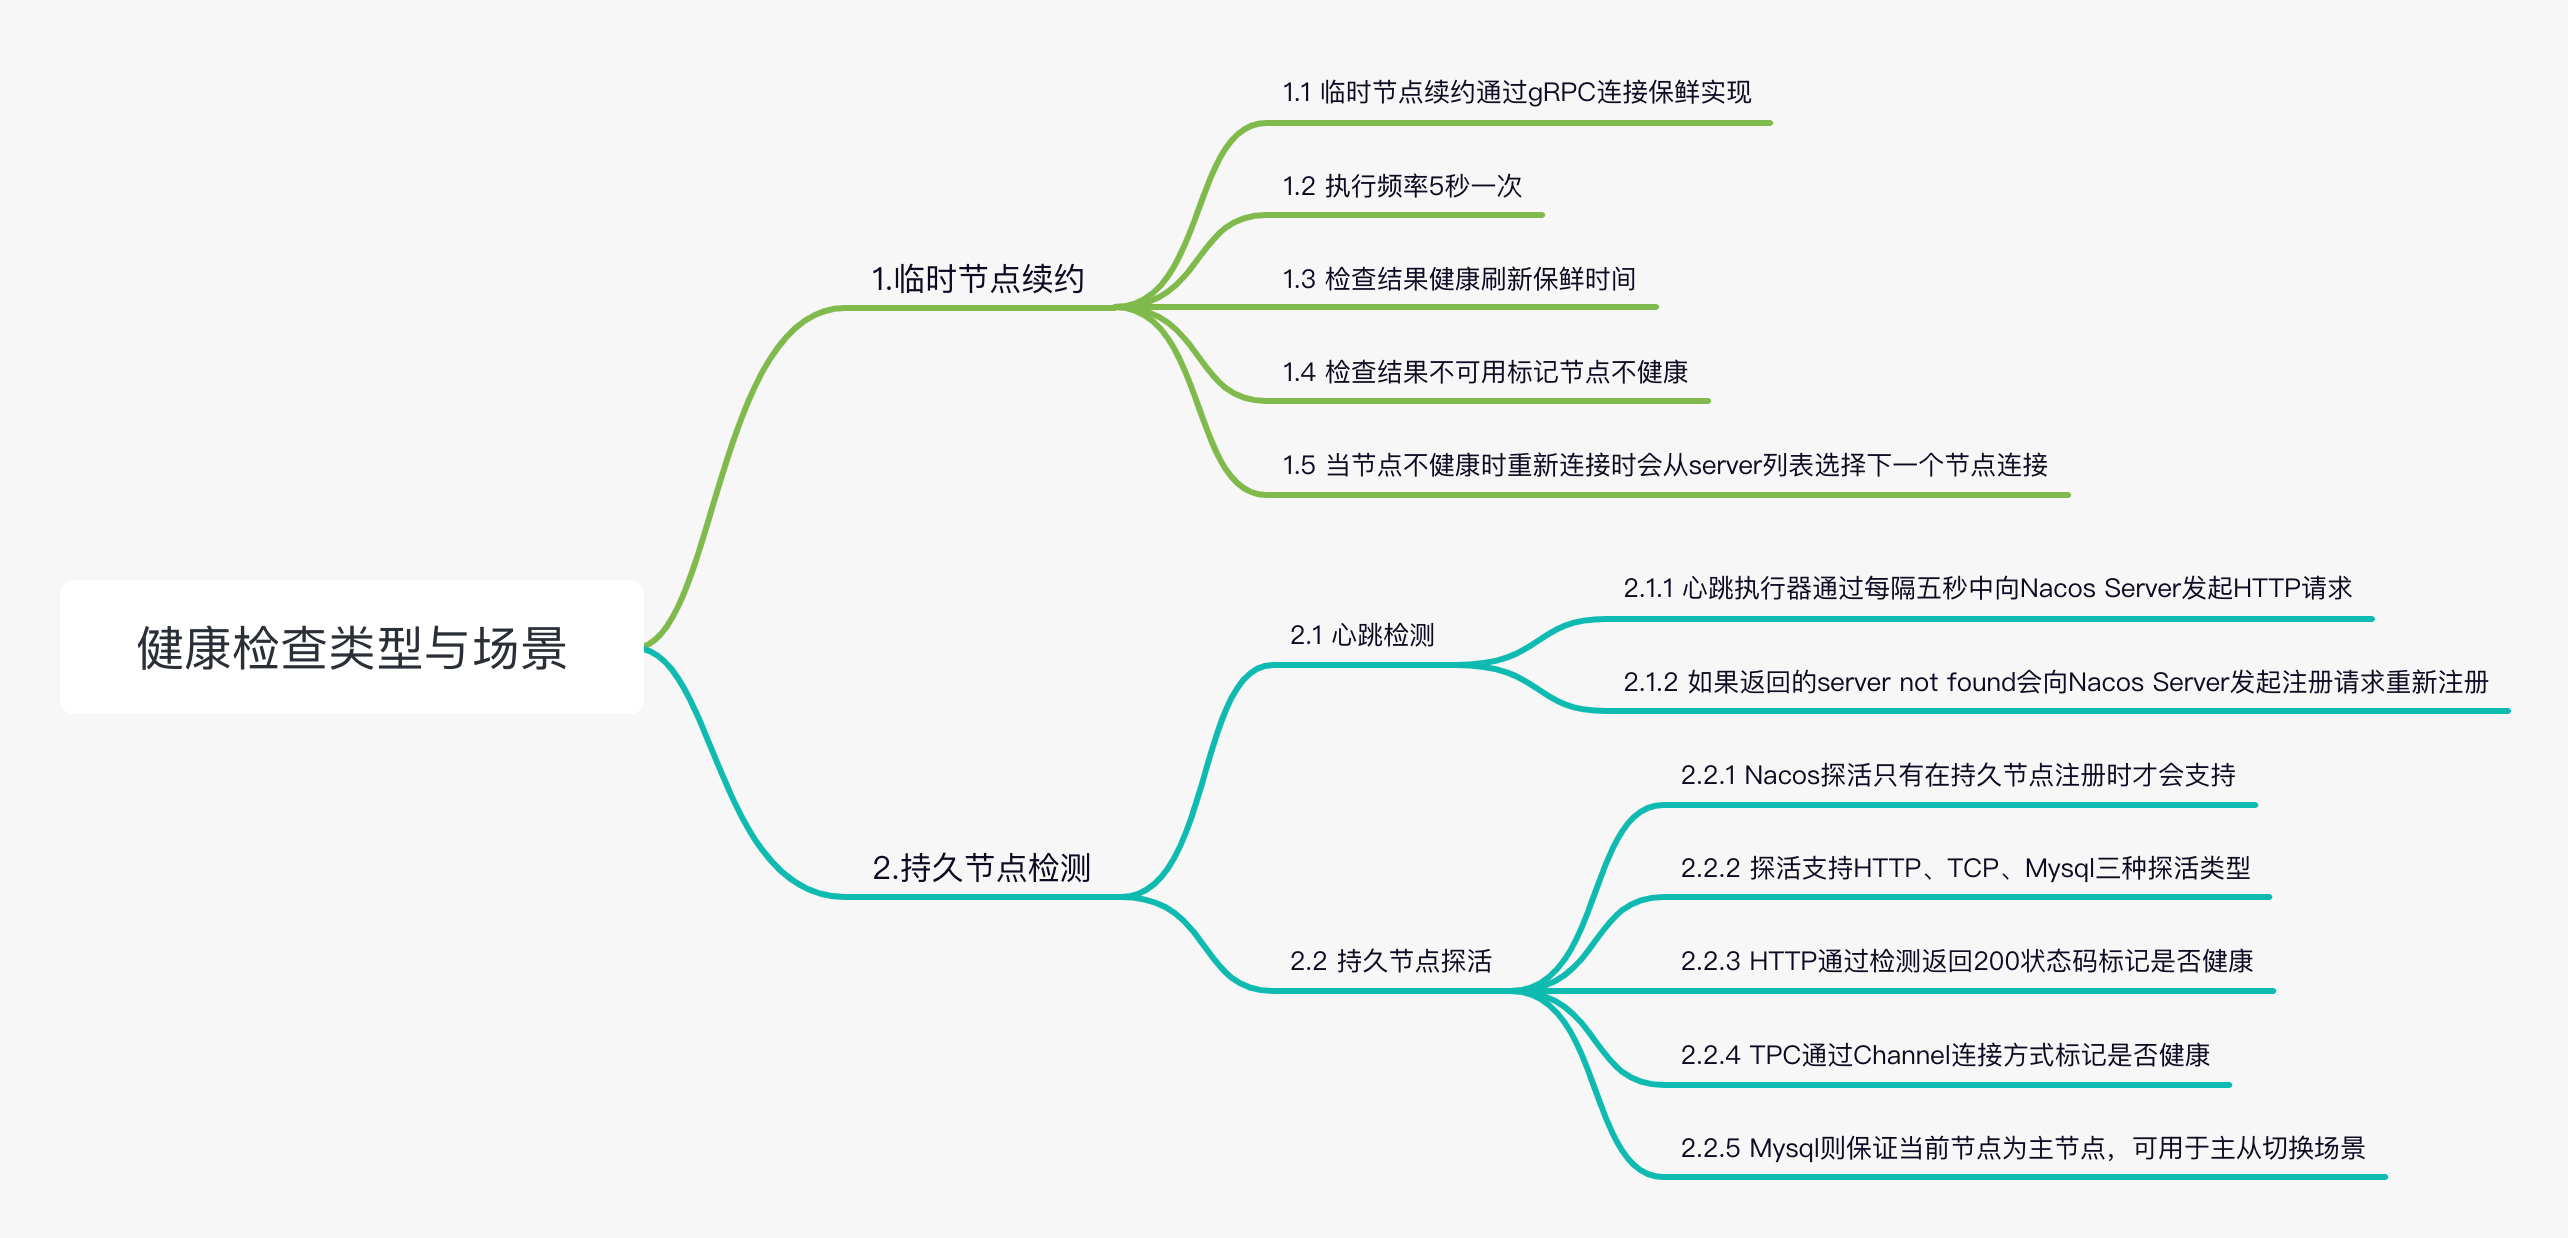 健康检查类型与场景
1.临时节点续约
1.1 临时节点续约通过gRPC连接保鲜实现
1.2 执行频率5秒一次
1.3 检查结果健康刷新保鲜时间
1.4 检查结果不可用标记节点不健康
1.5 当节点不健康时重新连接时会从server列表选择下一个节点连接
2.持久节点检测
2.1 心跳检测
2.1.1 心跳执行器通过每隔五秒中向Nacos Server发起HTTP请求
2.1.2 如果返回的server not found会向Nacos Server发起注册请求重新注册
2.2 持久节点探活
2.2.1 Nacos探活只有在持久节点注册时才会支持
2.2.2 探活支持HTTP、TCP、Mysql三种探活类型
2.2.3 HTTP通过检测返回200状态码标记是否健康
2.2.4 TPC通过Channel连接方式标记是否健康
2.2.5 Mysql则保证当前节点为主节点，可用于主从切换场景